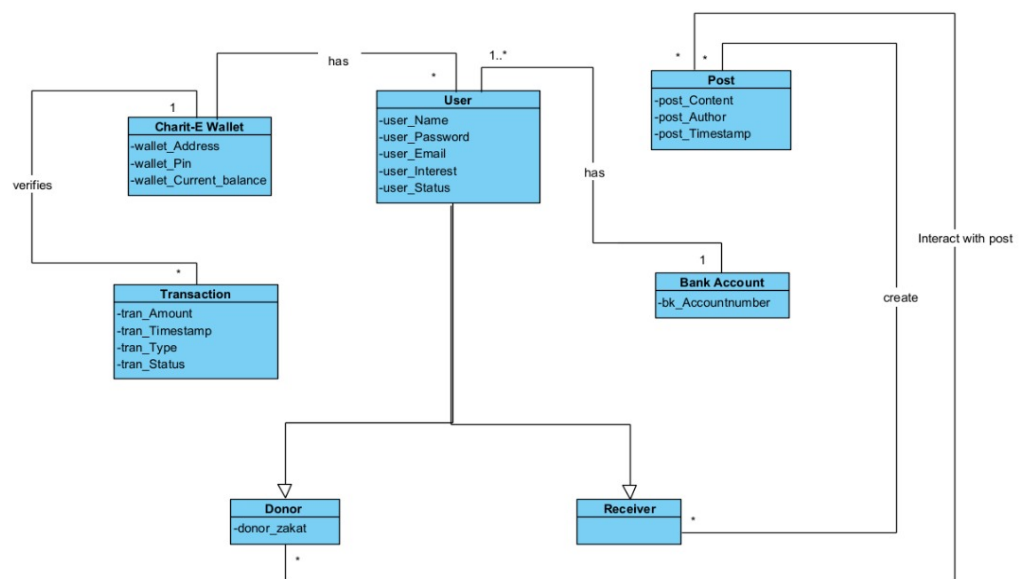 has
1..*
*
*
*
Post
-post_Content
-post_Author
-post_Timestamp
User
-user_Name
-user_Password
-user_Email
-user_Interest
-user_Status
1
Charit-E Wallet
-wallet_Address
-wallet_Pin
-wallet_Current_balance
verifies
has
Interact with post
1
Bank Account
-bk_Accountnumber
create
*
Transaction
-tran_Amount
-tran_Timestamp
-tran_Type
-tran_Status
Donor
-donor_zakat
*
Receiver
*